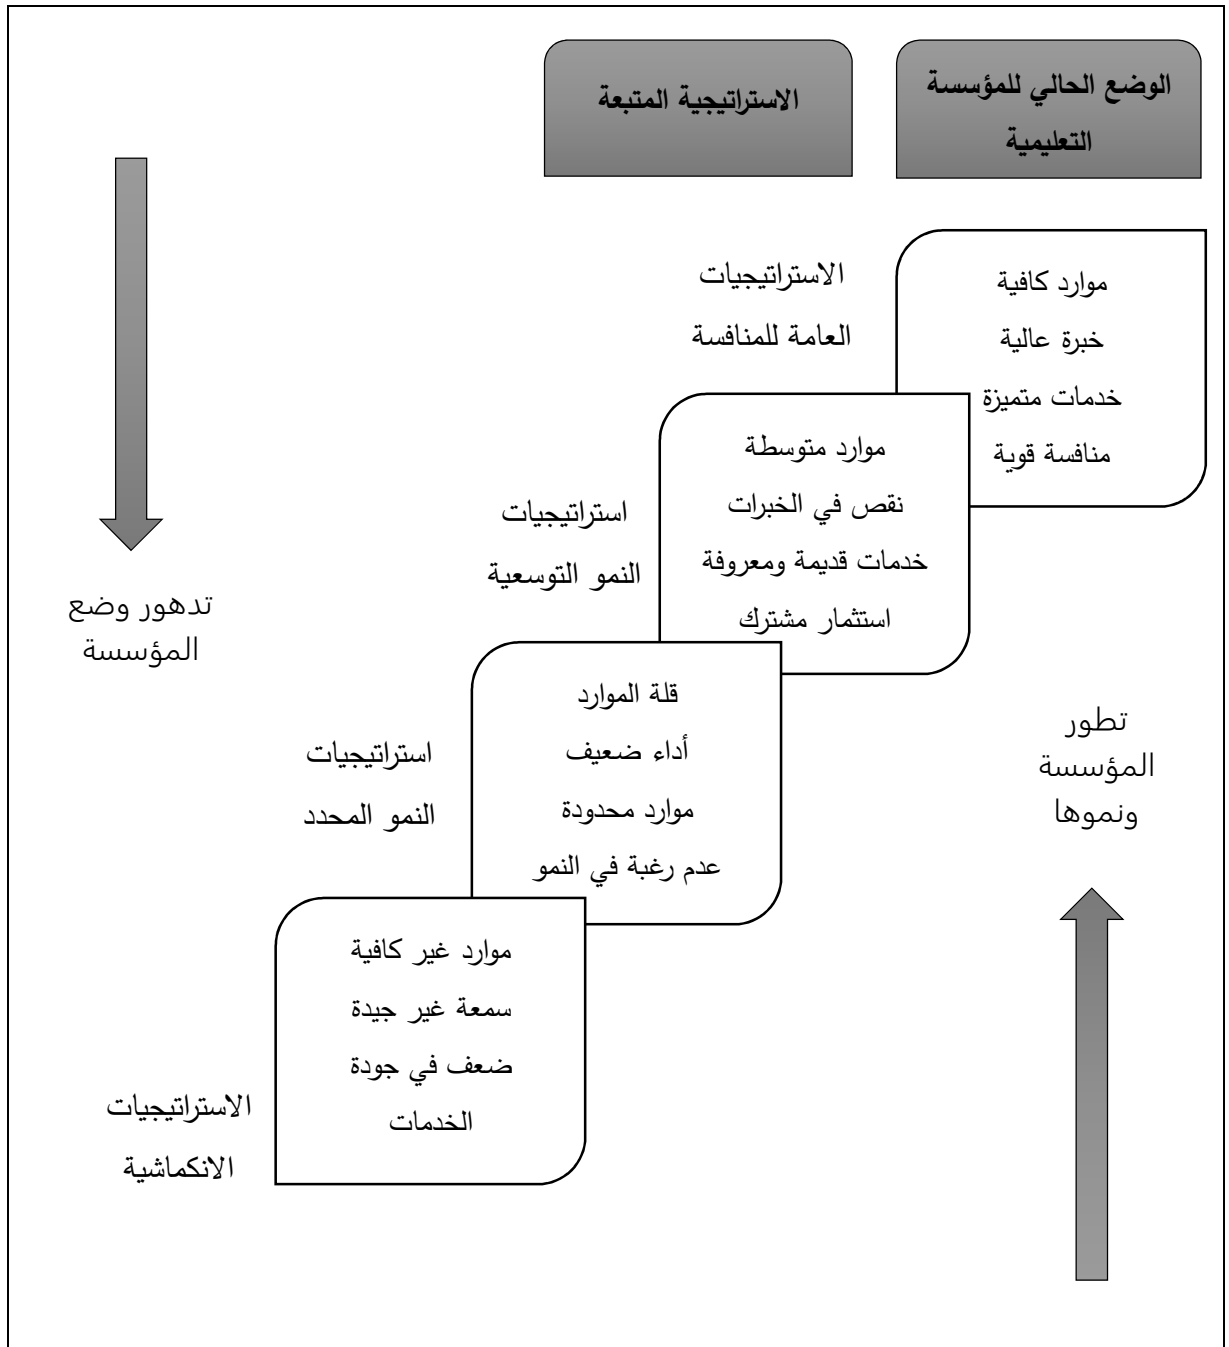 الوضع الحالي للمؤسسة
التعليمية
الاستراتيجية المتبعة
موارد كافية
خبرة عالية
خدمات متميزة
منافسة قوية
الاستراتيجيات
العامة للمنافسة
موارد متوسطة
نقص في الخبرات
خدمات قديمة ومعروفة
استثمار مشترك
استراتيجيات
النمو التوسعية
تدهور وضع
المؤسسة
قلة الموارد
أداء ضعيف
موارد محدودة
عدم رغبة في النمو
استراتيجيات
النمو المحدد
تطور
المؤسسة
ونموها
موارد غير كافية
سمعة غير جيدة
ضعف في جودة
الخدمات
الاستراتيجيات
الانكماشية